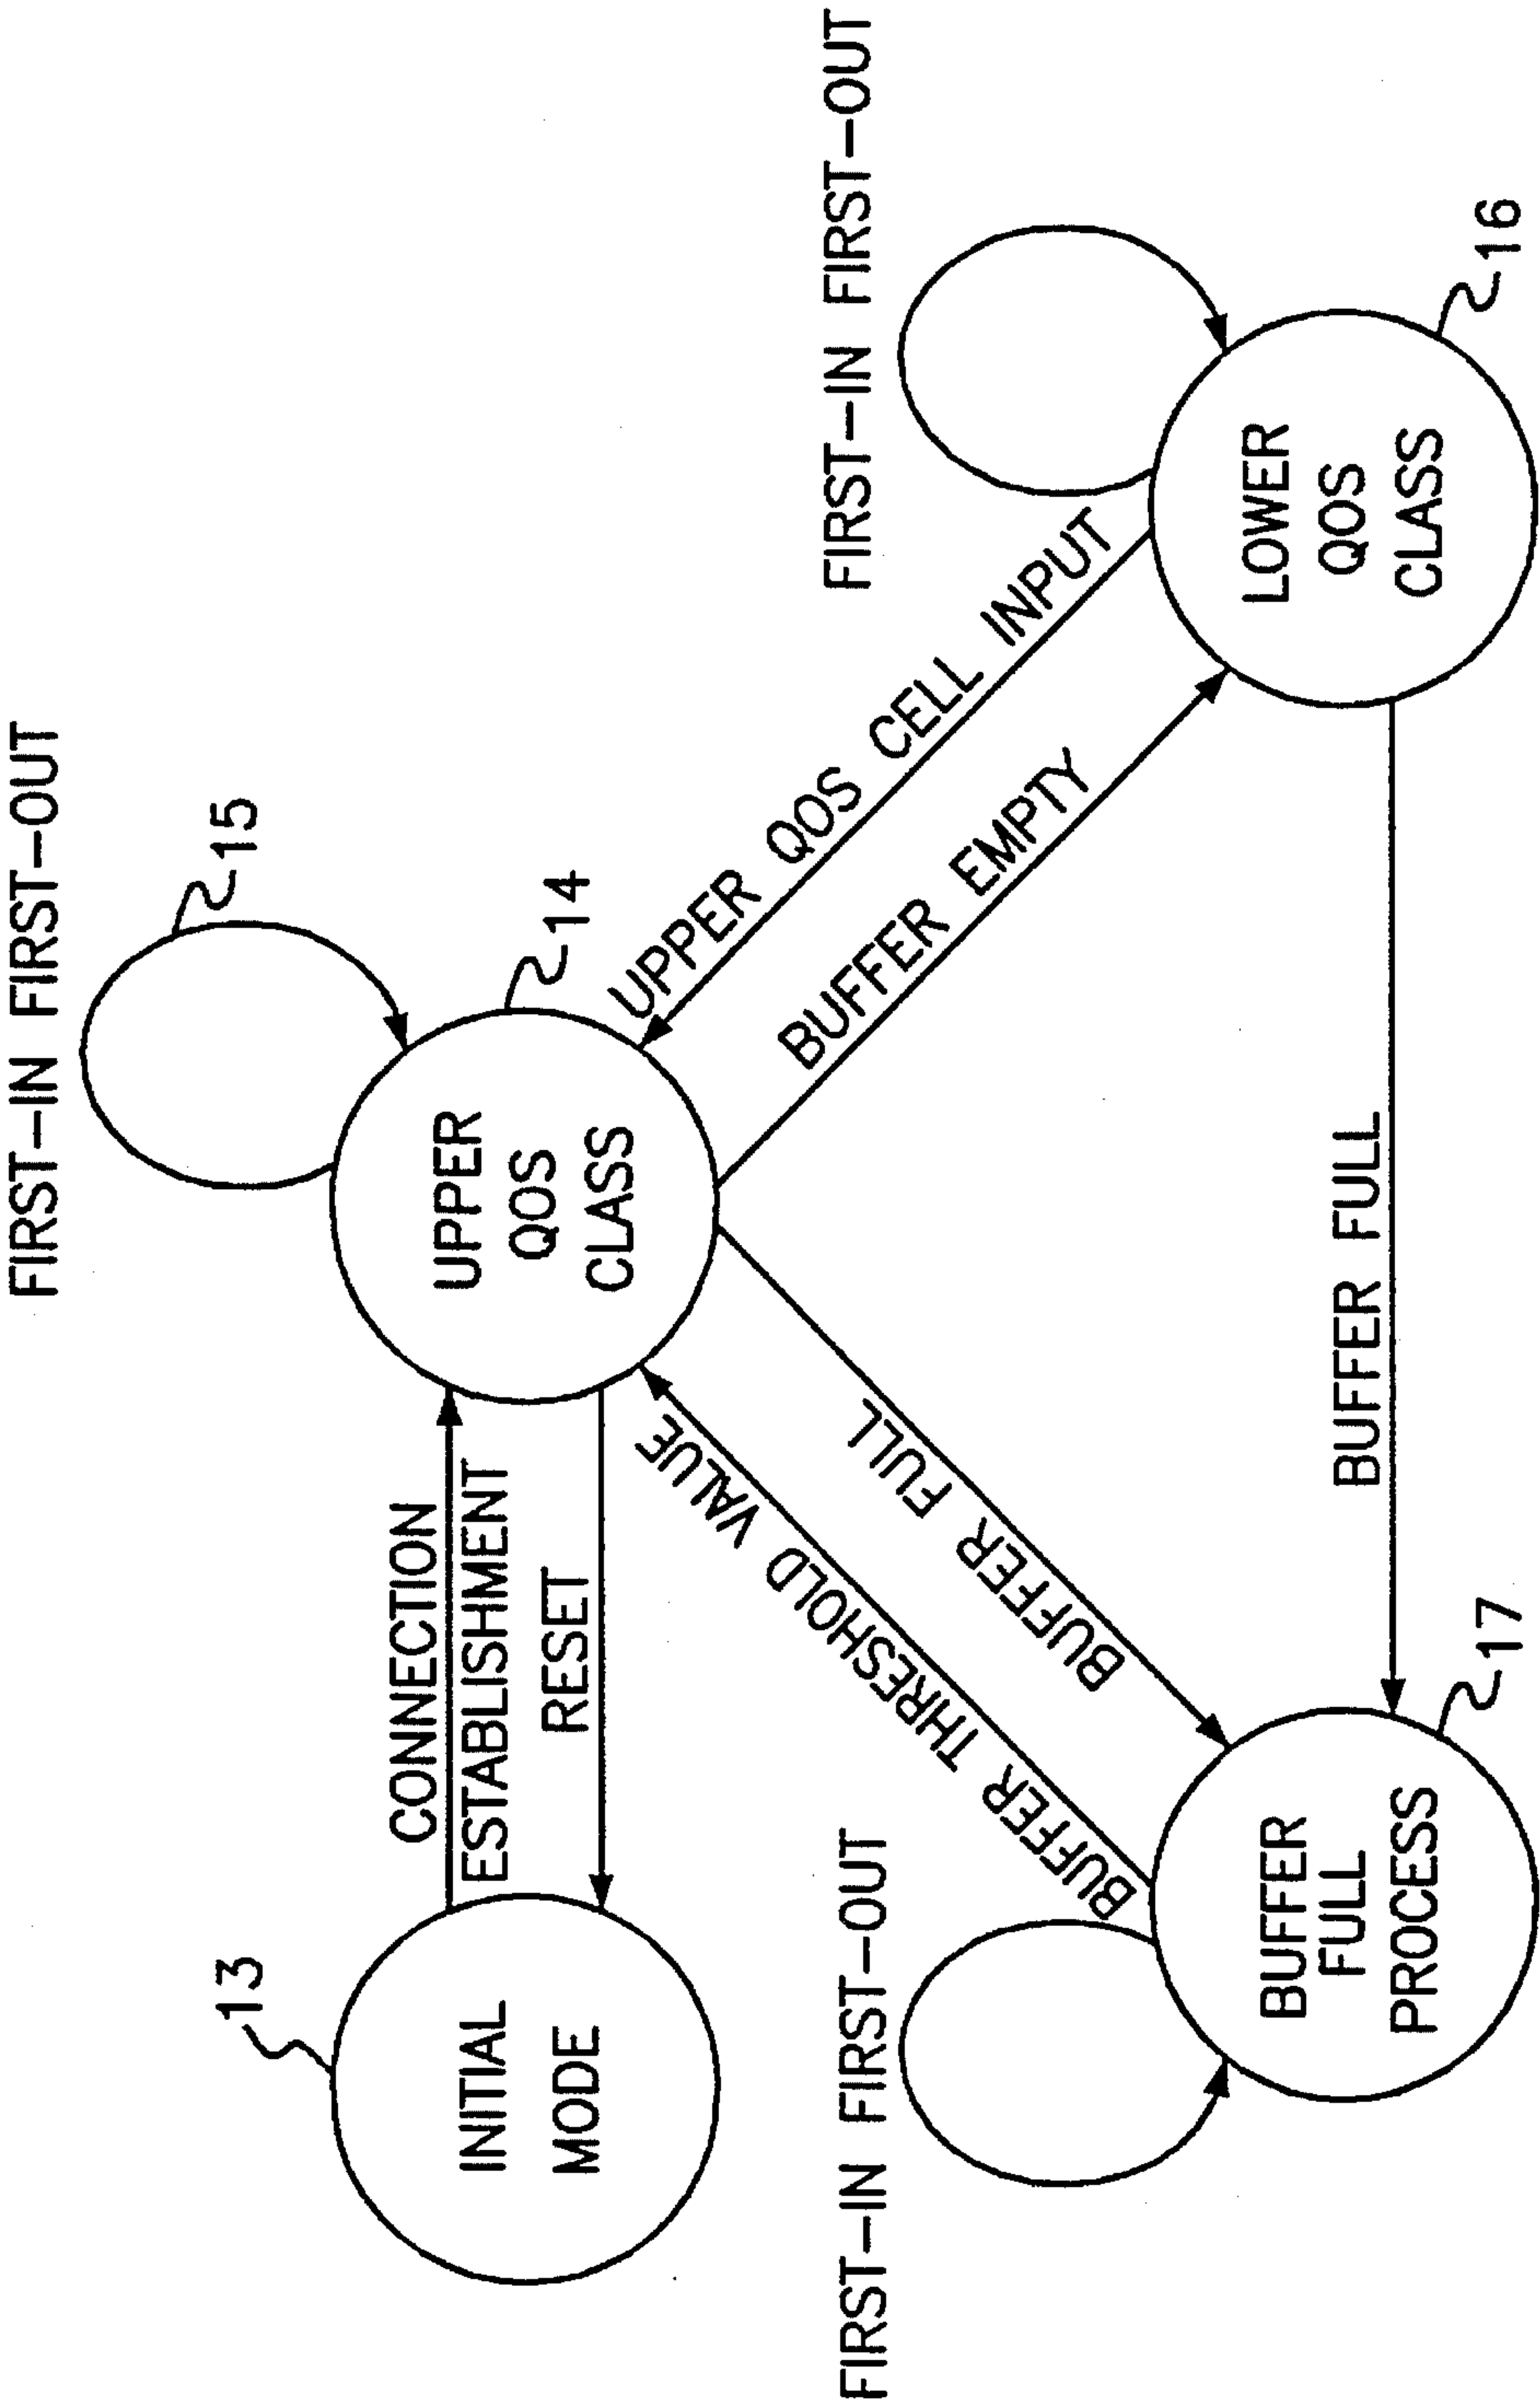 FIRST-IN FIRST-OUT
15
13
14
CONNECTION
ESTABLISHMENT
RESET
INITIAL
MODE
UPPER
QOS
CLASS
UPPER QOS CELL INPUT
BUFFER EMPTY
BUFFER THRESHOLD VALUE
BUFFER FULL
FIRST-IN FIRST-OUT
FIRST-IN FIRST-OUT
BUFFER
FULL
PROCESS
17
BUFFER FULL
LOWER
QOS
CLASS
16